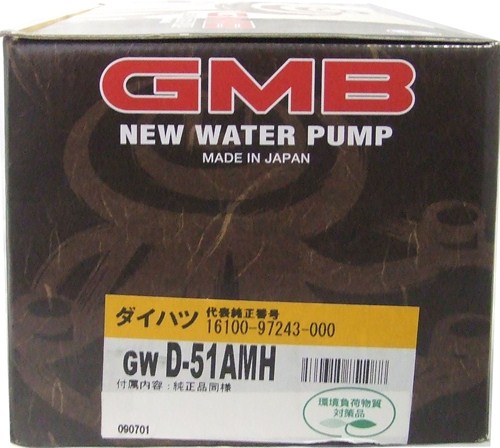 GMB
NEW WATER PUMP
MADE IN JAPAN
ダイハツ 代表純正番号
16100-97243-000
GW D-51AMH
付属内容：純正品同様
環境負荷物質
対策品
090701